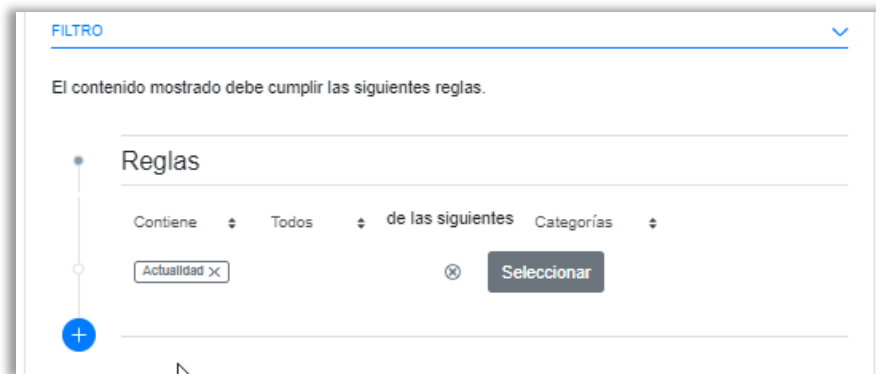 FILTRO
El contenido mostrado debe cumplir las siguientes reglas.
Reglas
Contiene Todos de las siguientes Categorías
Actualidad Seleccionar